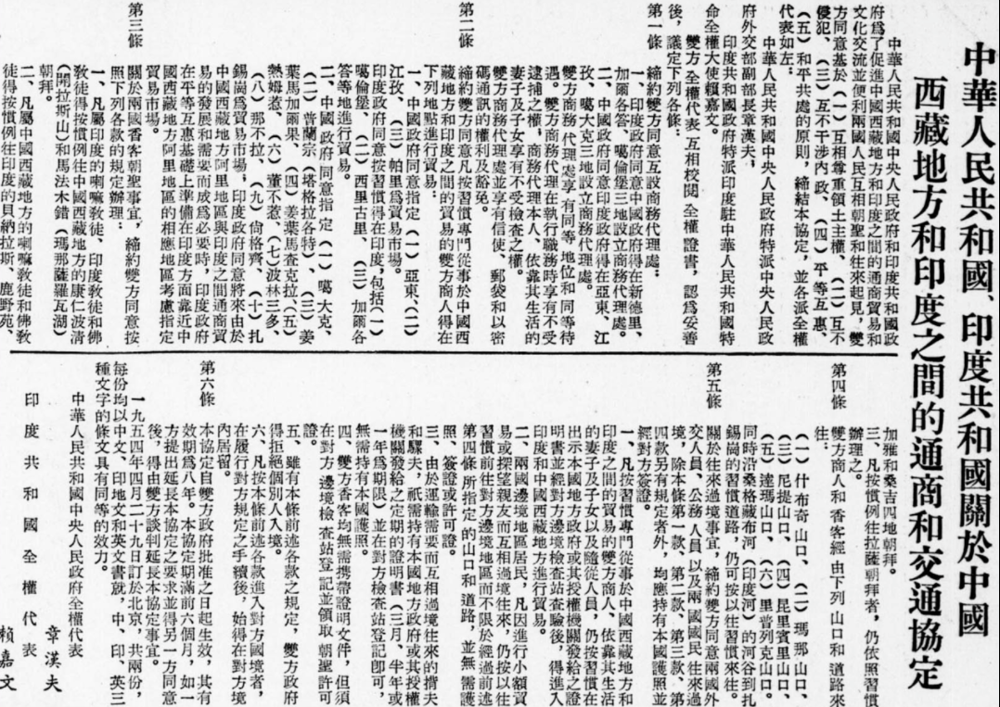 中華人民共和國、印度共和國關於中國
西藏地方和印度之間的通商和交通協定
中華人民共和國中央人民政府和印度共和國政
府爲了促進中國西藏地方和印度之間的通商貿易和
文化交流並便利兩國人民互相朝聖和往來起見，雙
方同意基於（一）互相尊重領土主權、（二）互不
侵犯、（三）互不干涉內政、（四）平等互惠、
（五）和平共處的原則，締結本協定，並各派全權
代表如左：
中華人民共和國中央人民政府特派中央人民政
府外交部副部長章漢夫；
印度共和國政府特派印度駐中華人民共和國特
命全權大使賴嘉文。
雙方全權代表互相校閱全權證書，認爲妥善
後，議定下列各條：
第一條
締約雙方同意互設商務代理處：
一、印度政府同意中國政府得在新德里、
加爾各答、噶倫堡三地設立商務代理處。
二、中國政府同意印度政府得在亞東、江
孜、噶大克三地設立商務代理處。
雙方商務代理處享有同等地位和同等待
遇。雙方商務代理在執行職務時享有不受
逮捕之權，商務代理本人、依靠其生活的
妻子及子女享有不受檢查之權。
雙方商務代理處並享有信使、郵袋和以密
碼通訊的權利及豁免。
第二條
締約雙方同意凡按習慣專門從事於中國西
藏地方和印度之間的貿易的雙方商人得在
下列地點進行貿易：
一、中國政府同意指定（一）亞東（二）
江孜、（三）帕里爲貿易市場。
印度政府同意按習慣得在印度，包括（一）
噶倫堡、（二）西里古里、（三）加爾各
答等地進行貿易。
二、中國政府同意指定（一）噶大克、
（二）普蘭宗（塔格拉各特）、（三）姜
葉馬加爾果、（四）姜葉馬查克拉（五）
熱姆惹、（六）董不惹、（七）波林三多、
（八）那不拉、（九）尙格齊、（十）扎
錫崗爲貿易市場；印度政府同意將來由於
中國西藏地方阿里地區與印度之間通商貿
易的發展和需要而成爲必要時，印度政府
在平等互惠基礎上準備在印度方面靠近中
國西藏地方阿里地區的相應地區考慮指定
貿易市場。
第三條
關於兩國香客朝聖事宜，締約雙方同意按
照下列各款的規定辦理：
一、凡屬印度的喇嘛敎徒、印度敎徒和佛
敎徒得按慣例往中國西藏地方的康仁波淸
（開拉斯山）和馬法木錯（瑪那薩羅瓦湖）
朝拜。
二、凡屬中國西藏地方的喇嘛敎徒和佛敎
徒得按慣例往印度的貝納拉斯、鹿野苑、
加雅和桑吉四地朝拜。
三、凡按慣例往拉薩朝拜者，仍依照習慣
辦理之。
第四條
雙方商人和香客經由下列山口和道路來
往：
（一）什布奇山口、（二）瑪那山口、
（三）尼提山口、（四）昆里賓里山口、
（五）達瑪山口、（六）里普列克山口。
同時沿桑格藏布河（印度河）的河谷到扎
錫崗的習慣道路，仍可按以往習慣來往。
第五條
關於往來過境事宜，締約雙方同意兩國外
交人員、公務人員以及兩國國民往來過
境，除本條第一款、第二款、第三款、第
四款另有規定者外，均應持有本國護照並
經對方簽證。
一、凡按習慣專門從事於中國西藏地方和
印度之間的貿易的雙方商人、依靠其生活
的妻子及子女以及隨從人員，仍按習慣在
出示本國地方政府或其授權機關發給之證
明書並經對方邊境檢查站查驗後，得進入
印度和中國西藏地方進行貿易。
二、兩國邊境地區居民，凡因進行小額貿
易或探望親友而互相過境往來，仍按以往
習慣前往對方邊境地區而不限於經過前述
第四條所指定的山口和道路，並無需護
照、簽證或許可證。
三、由於運輸需要而互相過境往來的揹夫
和騾夫，祇需持有本國地方政府或其授權
機關發給之定期的證明書（三月、半年或
一年爲期限）並在對方檢查站登記卽可，
無需持有本國護照。
四、雙方香客均無需攜帶證明文件，但須
在對方邊境檢查站登記並領取朝聖許可
證。
五、雖有本條前述各款之規定，雙方政府
得拒絕個別人入境。
六、凡按本條前述各款進入對方國境者，
在履行對方規定之手續後，始得在對方境
內居留。
第六條
本協定自雙方政府批准之日起生效，其有
效期爲八年。本協定期滿前六個月，如一
方提出延長本協定之要求並得另一方同意
後，得由雙方談判延長本協定事宜。
一九五四年四月二十九日訂於北京，共兩份，
每份均以中文、印地文和英文書就，中、印、英三
種文字的條文具有同等的效力。
中華人民共和國中央人民政府全權代表
章漢夫
印度共和國全權代表
賴嘉文